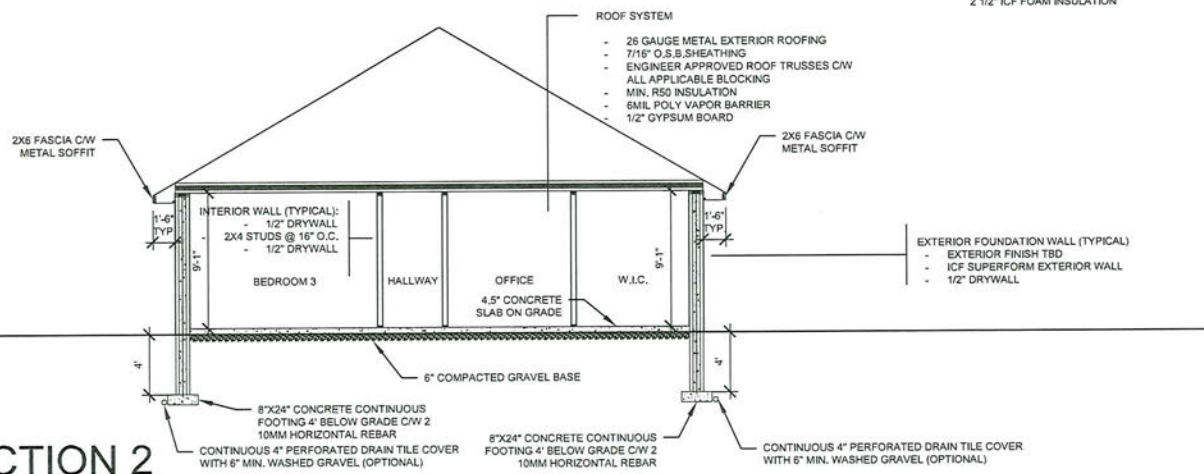 2 1/2" ICF FOAM INSULATION
ROOF SYSTEM
- 26 GAUGE METAL EXTERIOR ROOFING
- 7/16" O.S.B.SHEATHING
- ENGINEER APPROVED ROOF TRUSSES C/W
ALL APPLICABLE BLOCKING
- MIN. R50 INSULATION
- 6MIL POLY VAPOR BARRIER
- 1/2" GYPSUM BOARD
2X6 FASCIA C/W
METAL SOFFIT
2X6 FASCIA C/W
METAL SOFFIT
1'-6"
TYP
9'-1"
INTERIOR WALL (TYPICAL):
- 1/2" DRYWALL
- 2X4 STUDS @ 16" O.C.
- 1/2" DRYWALL
9'-1"
1'-6"
TYP.
EXTERIOR FOUNDATION WALL (TYPICAL)
- EXTERIOR FINISH TBD
- ICF SUPERFORM EXTERIOR WALL
- 1/2" DRYWALL
BEDROOM 3
HALLWAY
OFFICE
W.I.C.
4.5" CONCRETE
SLAB ON GRADE
4'
4'
6" COMPACTED GRAVEL BASE
8"X24" CONCRETE CONTINUOUS
FOOTING 4' BELOW GRADE C/W 2
10MM HORIZONTAL REBAR
CONTINUOUS 4" PERFORATED DRAIN TILE COVER
WITH 6" MIN. WASHED GRAVEL (OPTIONAL)
8"X24" CONCRETE CONTINUOUS
FOOTING 4' BELOW GRADE C/W 2
10MM HORIZONTAL REBAR
CONTINUOUS 4" PERFORATED DRAIN TILE COVER
WITH 6" MIN. WASHED GRAVEL (OPTIONAL)
CTION 2